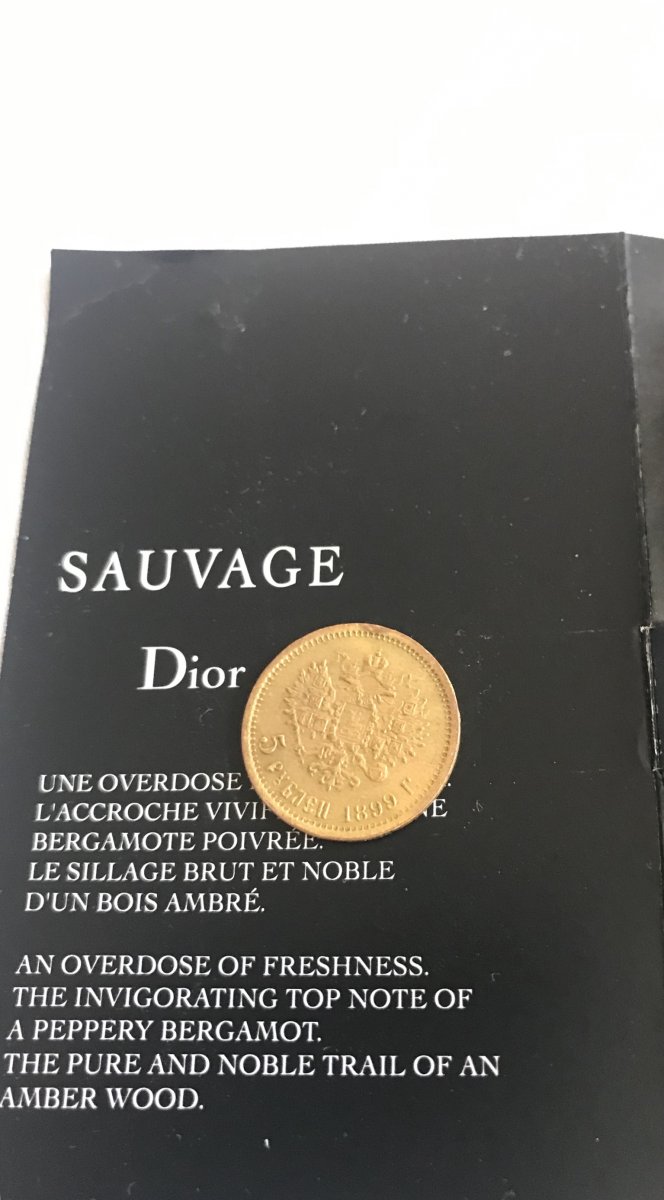 SAUVAGE
Dior
5 РУБЛЕЙ 1899 Г.
UNE OVERDOSE
L'ACCROCHE
BERGAMOTE POIVRÉE.
LE SILLAGE BRUT ET NOBLE
D'UN BOIS AMBRÉ.
AN OVERDOSE OF FRESHNESS.
THE INVIGORATING TOP NOTE OF
A PEPPERY BERGAMOT.
THE PURE AND NOBLE TRAIL OF AN
AMBER WOOD.